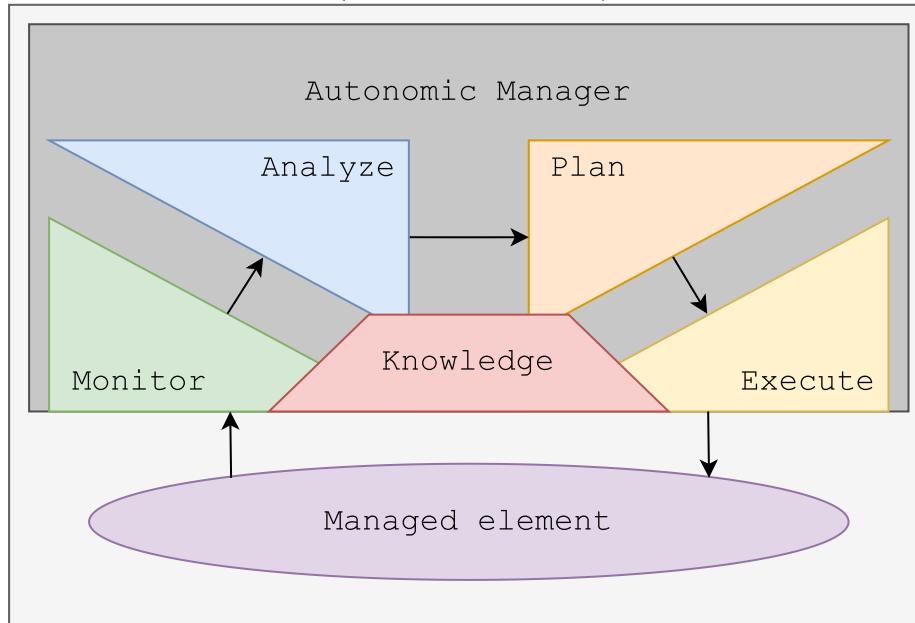 Autonomic Manager
Analyze
Plan
Knowledge
Monitor
Execute
Managed element